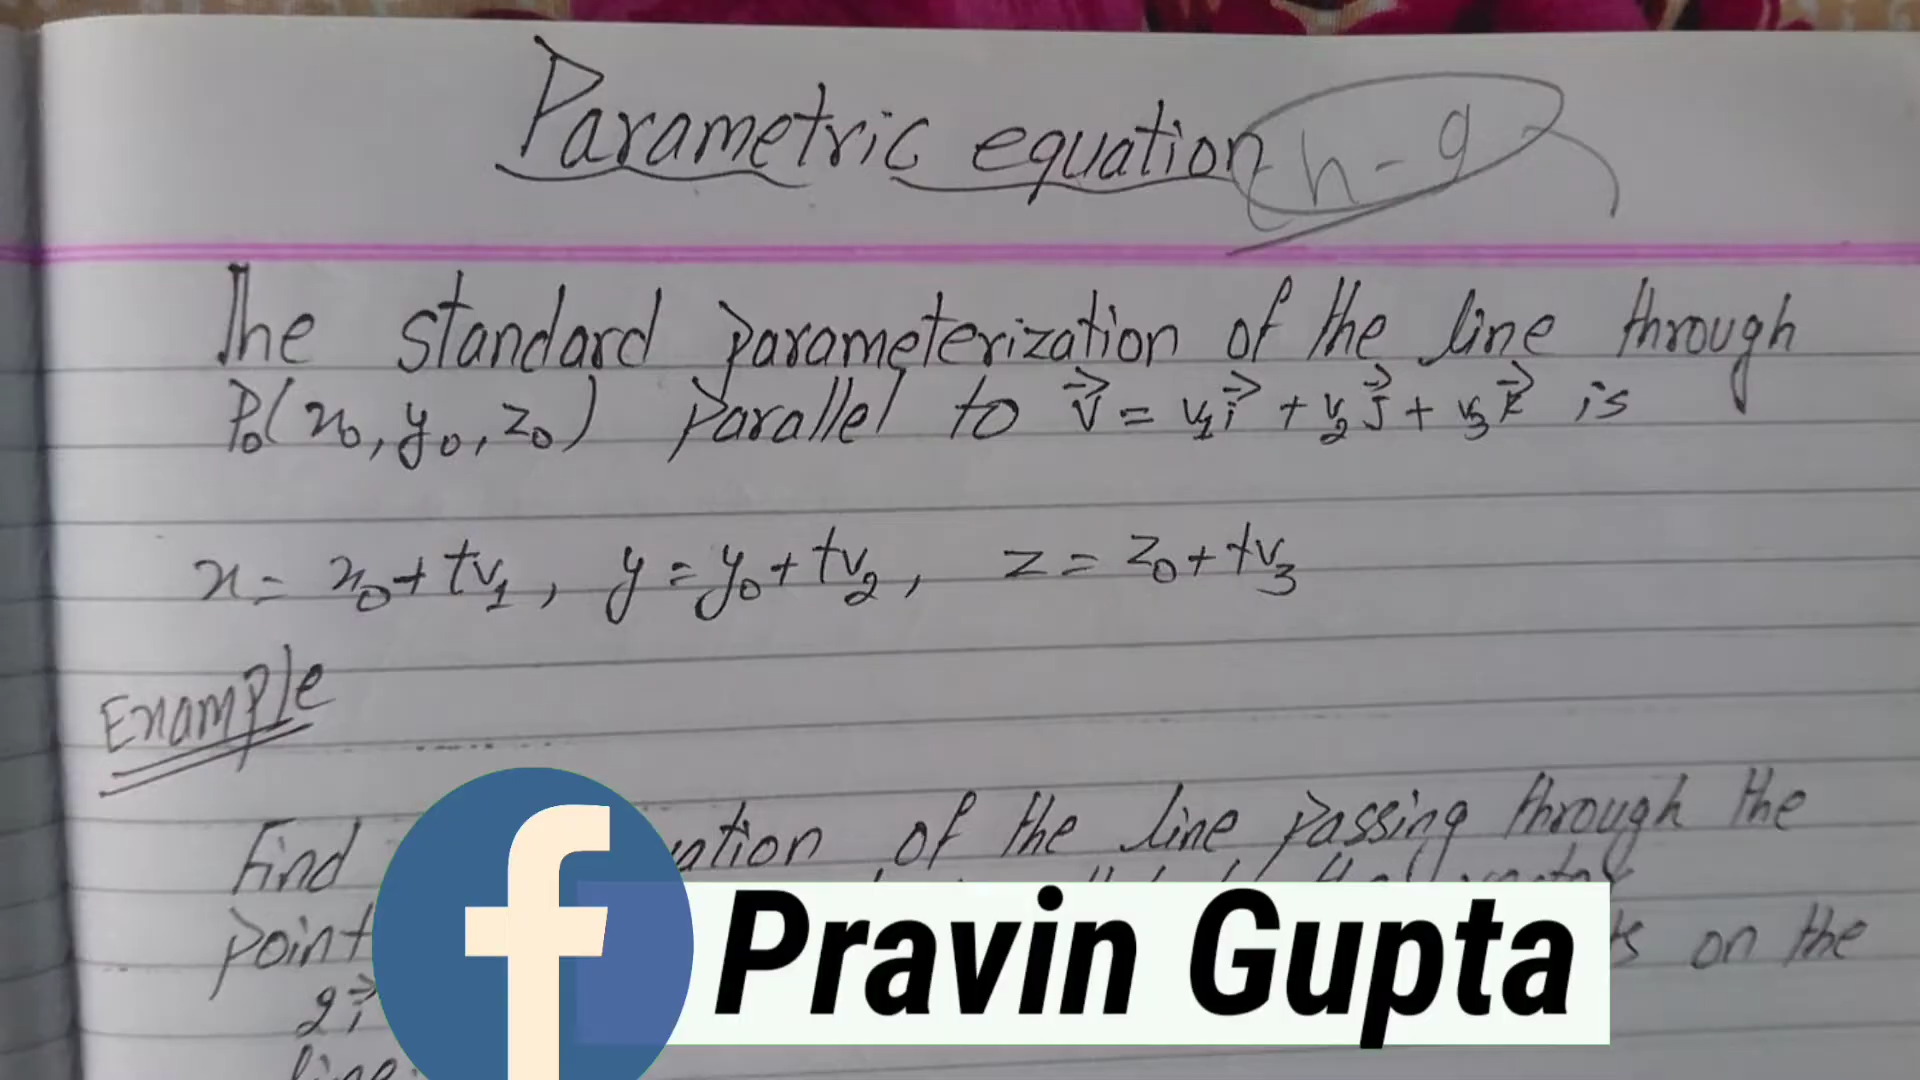 Parametric equation
h-g
The standard parameterization of the line through
P₀(x₀, y₀, z₀) parallel to v⃗ = v₁i⃗ + v₂j⃗ + v₃k⃗ is
x = x₀ + tv₁, y = y₀ + tv₂, z = z₀ + tv₃
Example
Find of the line passing through the
point on the
2i⃗
line
f Pravin Gupta